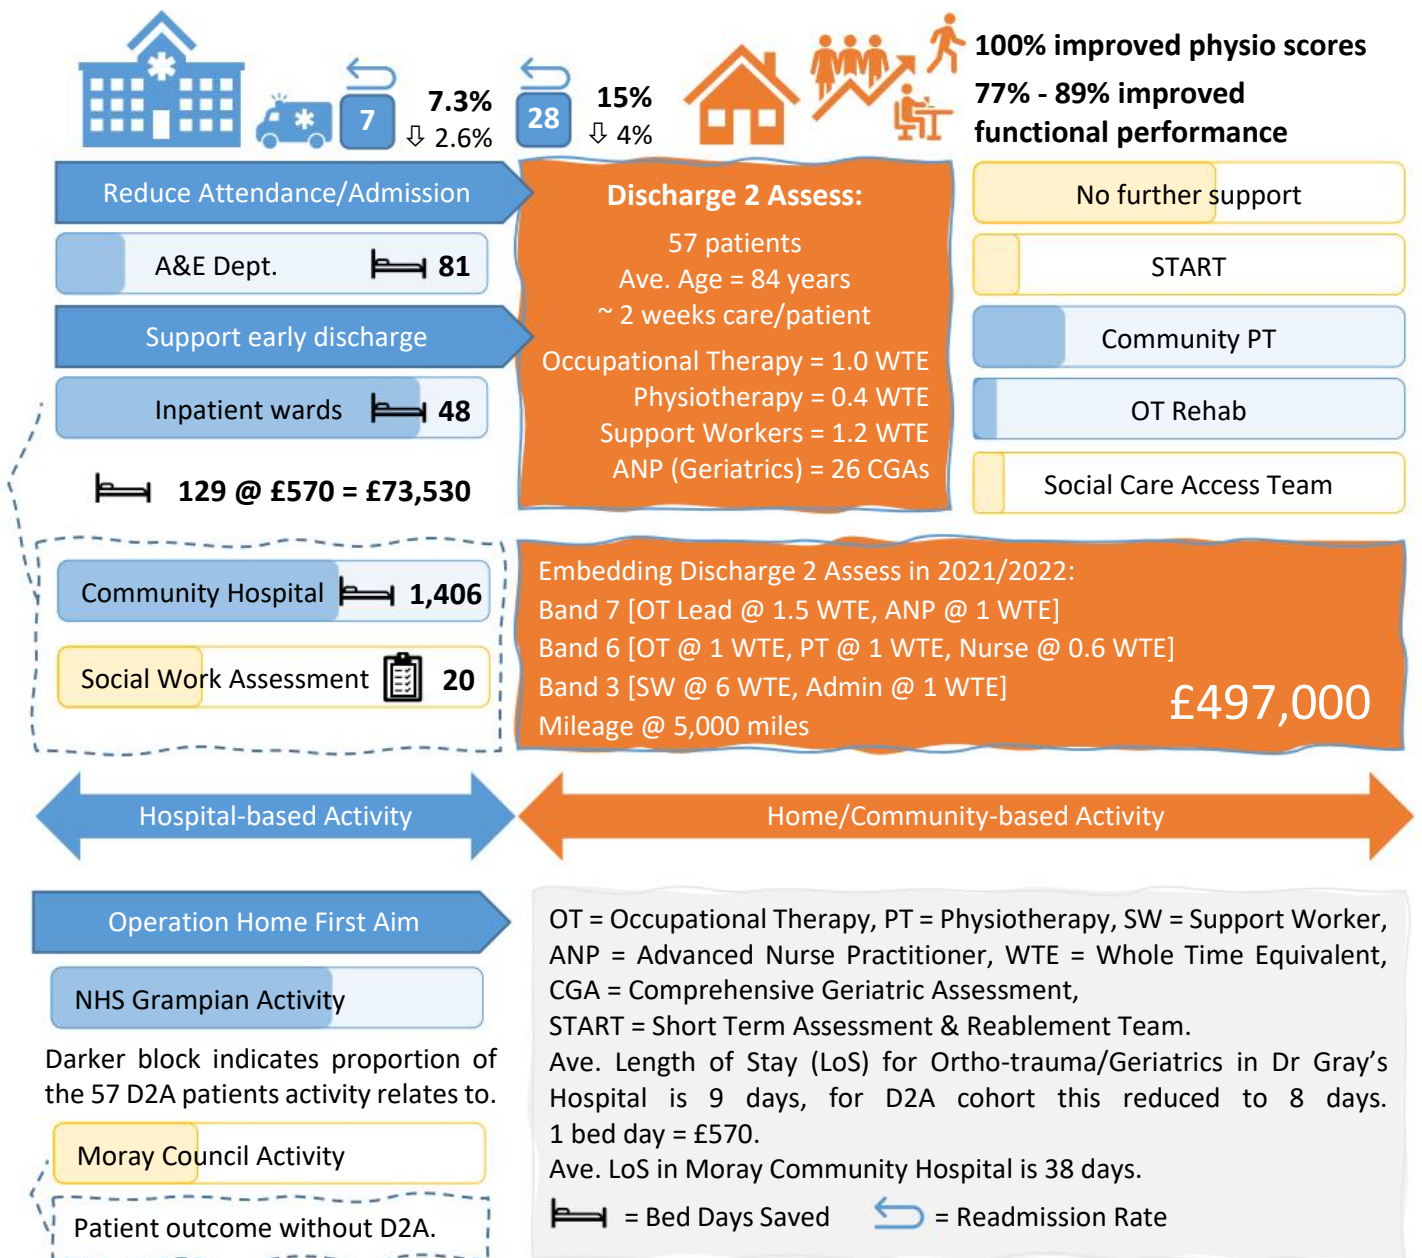 7
7.3%
⇩ 2.6%
28
15%
⇩ 4%
100% improved physio scores
77% - 89% improved
functional performance
Reduce Attendance/Admission
A&E Dept.
81
Support early discharge
Inpatient wards
48
129 @ £570 = £73,530
Community Hospital
1,406
Social Work Assessment
20
Discharge 2 Assess:
57 patients
Ave. Age = 84 years
~ 2 weeks care/patient
Occupational Therapy = 1.0 WTE
Physiotherapy = 0.4 WTE
Support Workers = 1.2 WTE
ANP (Geriatrics) = 26 CGAs
No further support
START
Community PT
OT Rehab
Social Care Access Team
Embedding Discharge 2 Assess in 2021/2022:
Band 7 [OT Lead @ 1.5 WTE, ANP @ 1 WTE]
Band 6 [OT @ 1 WTE, PT @ 1 WTE, Nurse @ 0.6 WTE]
Band 3 [SW @ 6 WTE, Admin @ 1 WTE]
Mileage @ 5,000 miles
£497,000
Hospital-based Activity
Home/Community-based Activity
Operation Home First Aim
NHS Grampian Activity
Darker block indicates proportion of
the 57 D2A patients activity relates to.
Moray Council Activity
Patient outcome without D2A.
OT = Occupational Therapy, PT = Physiotherapy, SW = Support Worker,
ANP = Advanced Nurse Practitioner, WTE = Whole Time Equivalent,
CGA = Comprehensive Geriatric Assessment,
START = Short Term Assessment & Reablement Team.
Ave. Length of Stay (LoS) for Ortho-trauma/Geriatrics in Dr Gray's
Hospital is 9 days, for D2A cohort this reduced to 8 days.
1 bed day = £570.
Ave. LoS in Moray Community Hospital is 38 days.
= Bed Days Saved
= Readmission Rate